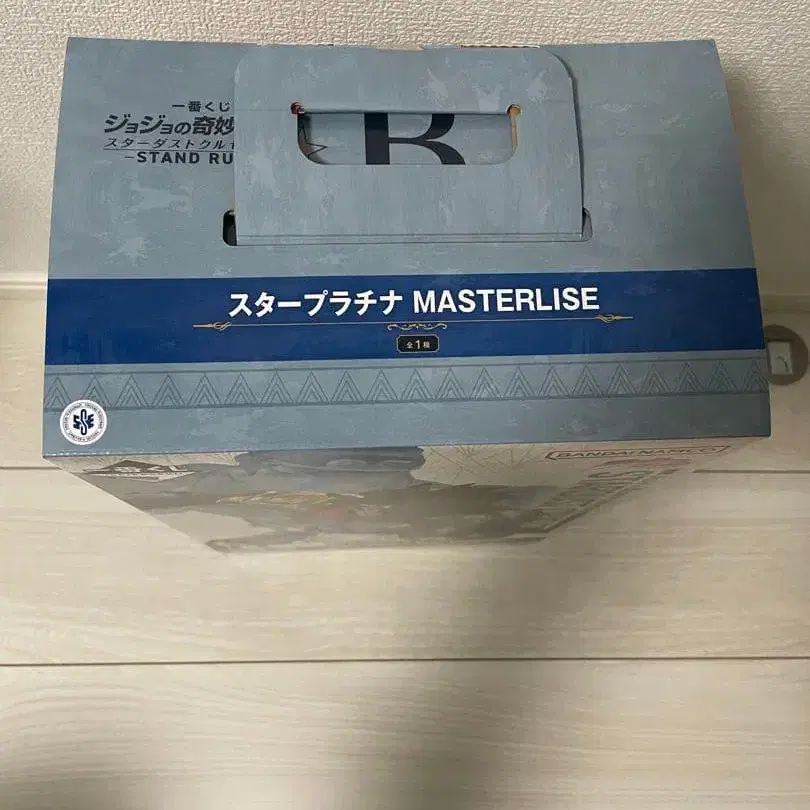 一番くじ
ジョジョの奇妙
スターダストクル
-STAND RU
B
スタープラチナ MASTERLISE
全1種
BANDAI NAMCO